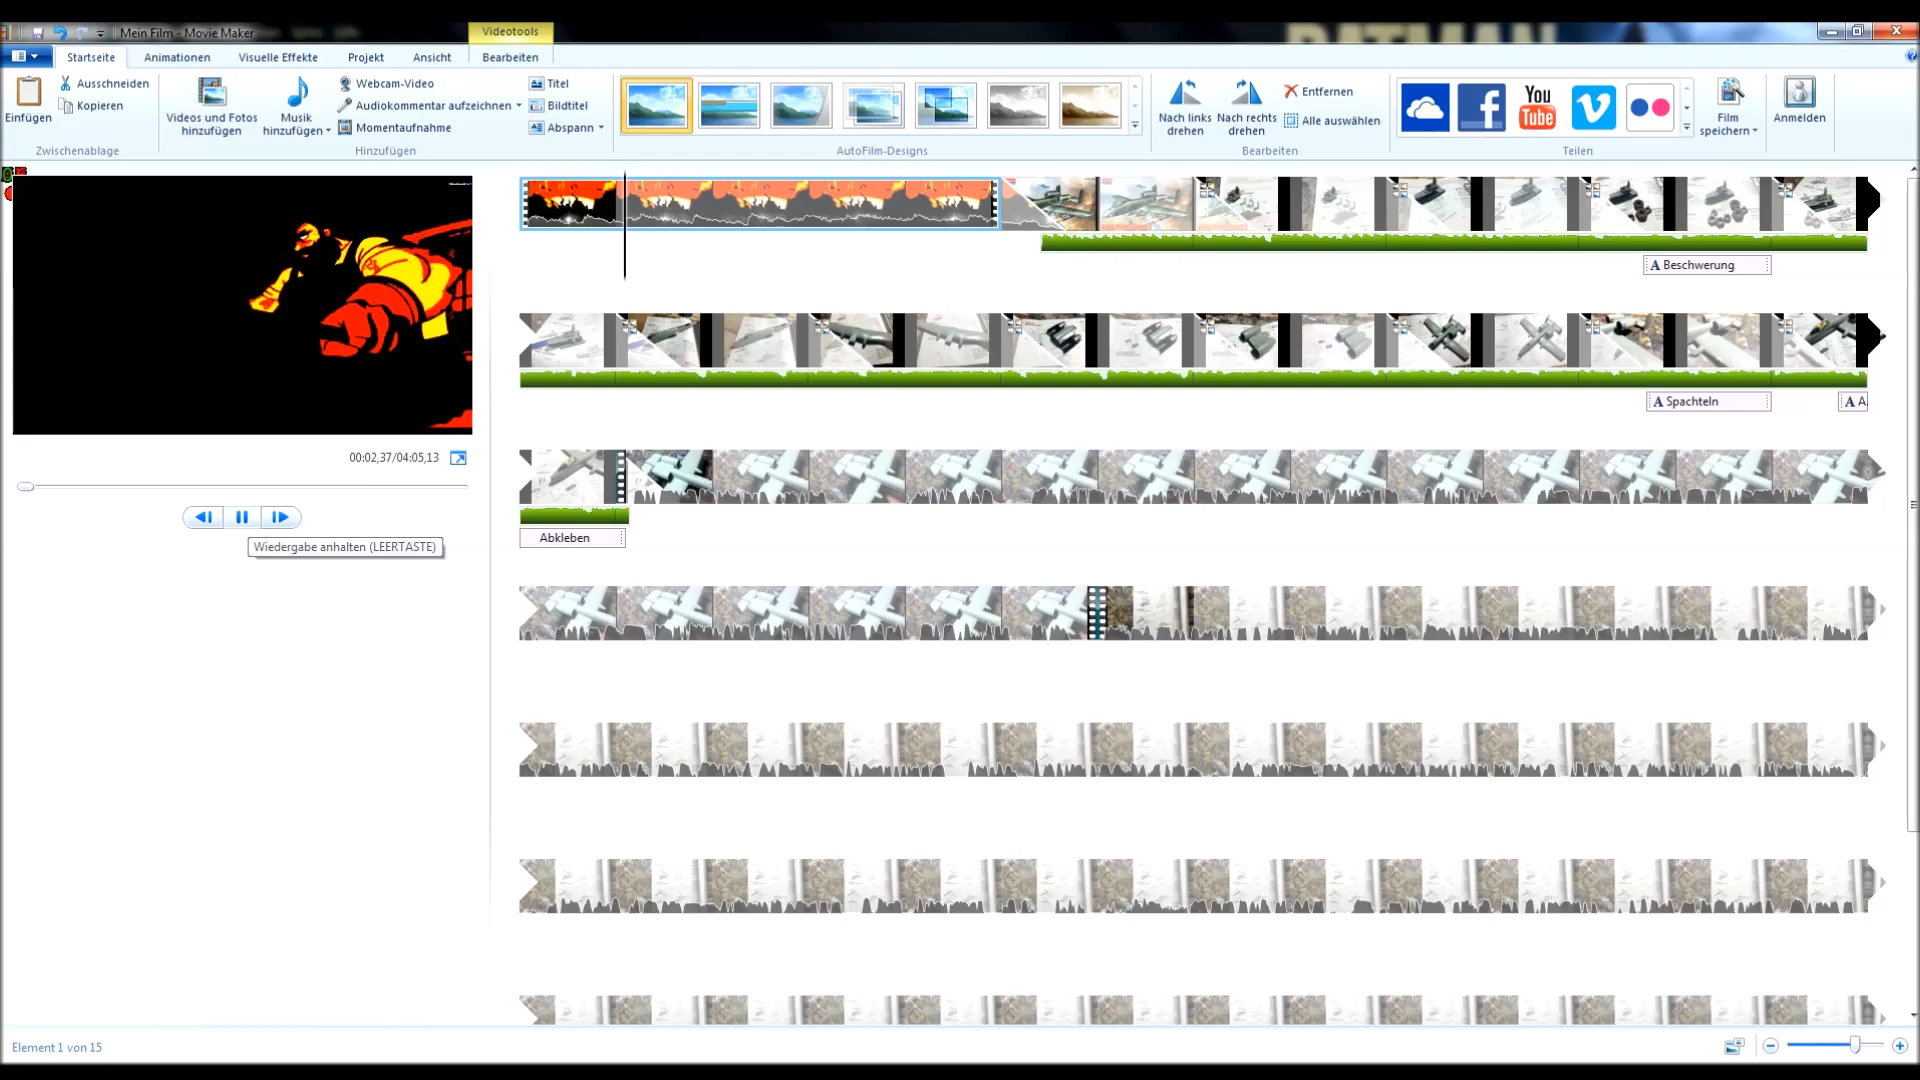 BATMAN
Mein Film - Movie Maker
Videotools
Startseite
Animationen
Visuelle Effekte
Projekt
Ansicht
Bearbeiten
Einfügen
Ausschneiden
Kopieren
Zwischenablage
Videos und Fotos
hinzufügen
Musik
hinzufügen
Webcam-Video
Audiokommentar aufzeichnen
Momentaufnahme
Titel
Bildtitel
Abspann
Hinzufügen
AutoFilm-Designs
Nach links
drehen
Nach rechts
drehen
Entfernen
Alle auswählen
Bearbeiten
You
Tube
Teilen
Film
speichern
Anmelden
00:02,37/04:05,13
Wiedergabe anhalten (LEERTASTE)
A Beschwerung
A Spachteln
A A
Abkleben
Element 1 von 15